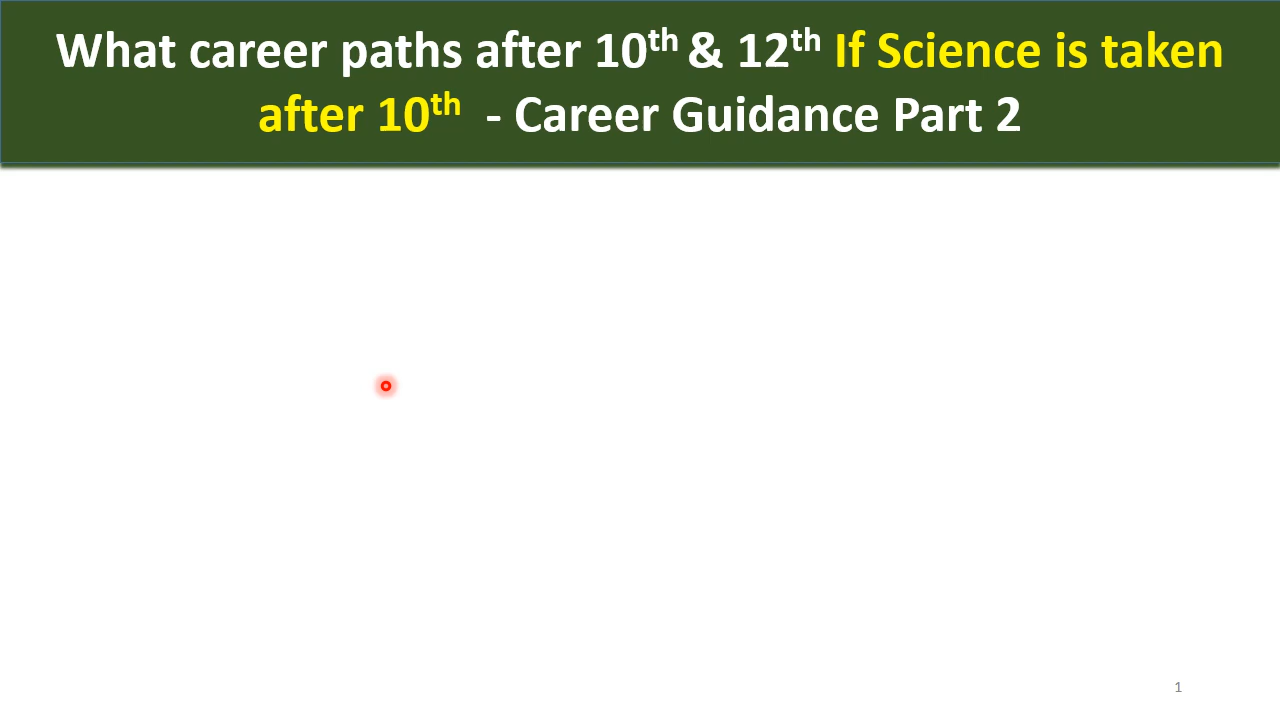 What career paths after 10th & 12th If Science is taken
after 10th - Career Guidance Part 2
1